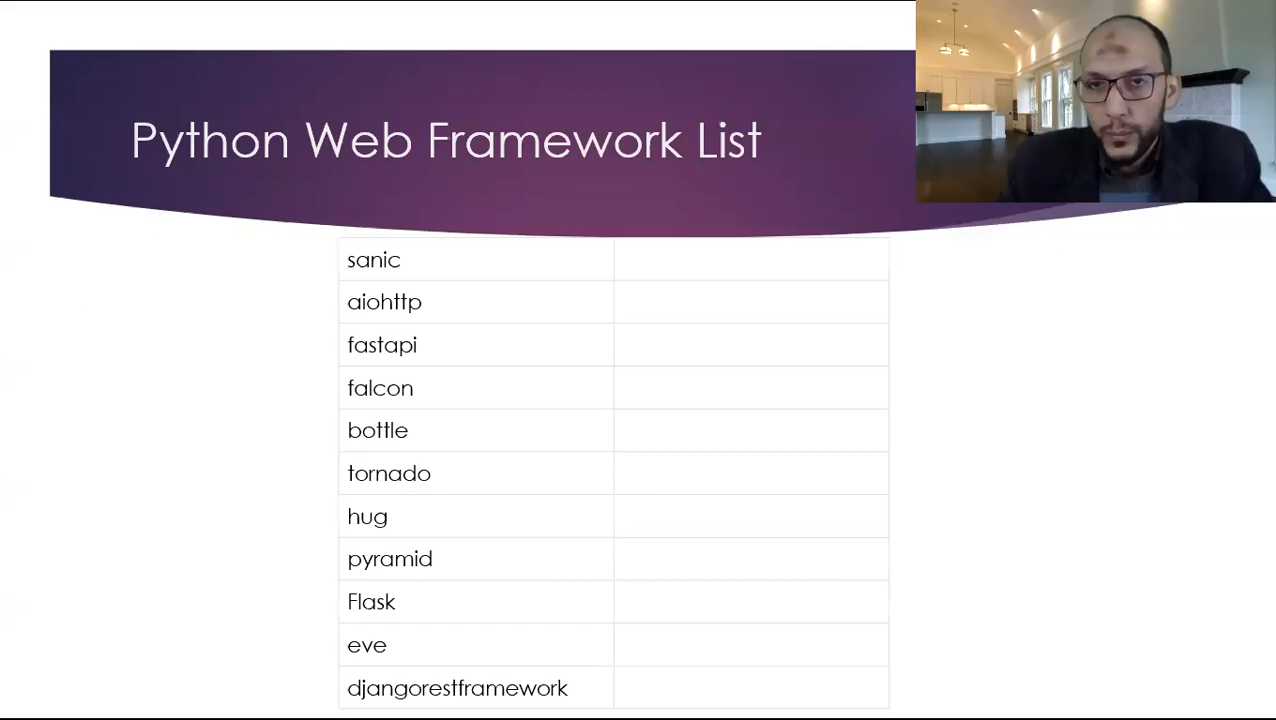 Python Web Framework List
sanic
aiohttp
fastapi
falcon
bottle
tornado
hug
pyramid
Flask
eve
djangorestframework